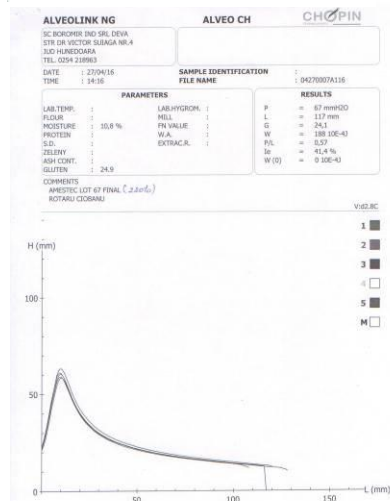 ALVEOLINK NG ALVEO CH CHOPIN
SC BOROMIR IND SRL DEVA
STR DR VICTOR SUIAGA NR.4
JUD HUNEDOARA
TEL. 0254 218963
DATE : 27/04/16 SAMPLE IDENTIFICATION :
TIME : 14:16 FILE NAME : 04270007A116
PARAMETERS RESULTS
LAB.TEMP. : LAB.HYGROM. : P = 67 mmH2O
FLOUR : MILL : L = 117 mm
MOISTURE : 10,8 % FN VALUE : G = 24,1
PROTEIN : W.A. : W = 188 10E-4J
S.D. : EXTRAC.R. : P/L = 0,57
ZELENY : Ie = 41,4 %
ASH CONT. : W (0) = 0 10E-4J
GLUTEN : 24.9
COMMENTS
AMESTEC LOT 67 FINAL
ROTARU CIOBANU
V:d2.8C
1
2
3
4
5
M
H (mm)
100
50
0
50
100
150
L (mm)